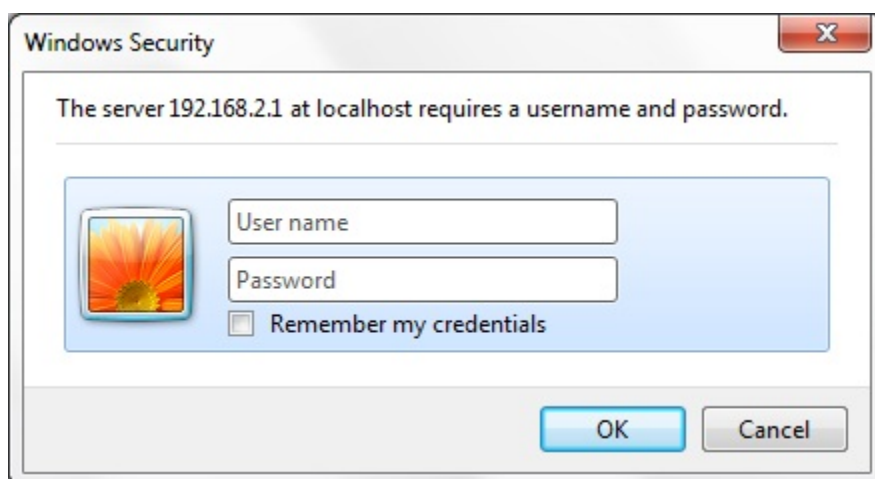 Windows Security
The server 192.168.2.1 at localhost requires a username and password.
User name
Password
Remember my credentials
OK
Cancel